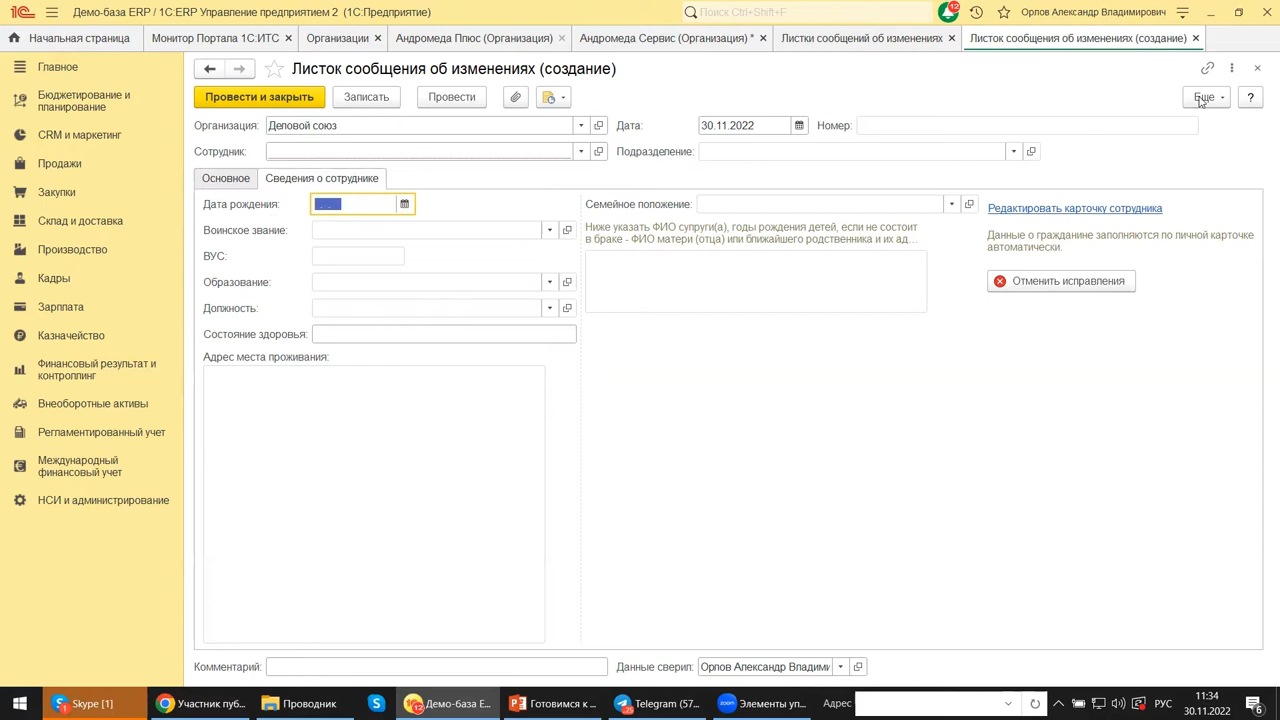 Демо-база ERP / 1С:ERP Управление предприятием 2 (1С:Предприятие)
Поиск Ctrl+Shift+F
12
Орлов Александр Владимирович
Начальная страница
Монитор Портала 1С:ИТС
Организации
Андромеда Плюс (Организация)
Андромеда Сервис (Организация) *
Листки сообщений об изменениях
Листок сообщения об изменениях (создание)
Главное
Бюджетирование и
планирование
CRM и маркетинг
Продажи
Закупки
Склад и доставка
Производство
Кадры
Зарплата
Казначейство
Финансовый результат и
контроллинг
Внеоборотные активы
Регламентированный учет
Международный
финансовый учет
НСИ и администрирование
Листок сообщения об изменениях (создание)
Провести и закрыть
Записать
Провести
Еще
?
Организация: Деловой союз
Дата: 30.11.2022
Номер:
Сотрудник:
Подразделение:
Основное
Сведения о сотруднике
Дата рождения: . .
Воинское звание:
ВУС:
Образование:
Должность:
Состояние здоровья:
Адрес места проживания:
Семейное положение:
Ниже указать ФИО супруги(а), годы рождения детей, если не состоит
в браке - ФИО матери (отца) или ближайшего родственника и их ад...
Редактировать карточку сотрудника
Данные о гражданине заполняются по личной карточке
автоматически.
Отменить исправления
Комментарий:
Данные сверил: Орлов Александр Владими
Skype [1]
Участник пуб...
Проводник
Демо-база Е...
Готовимся к ...
Telegram (57...
Элементы уп...
Адрес
РУС
11:34
30.11.2022
6